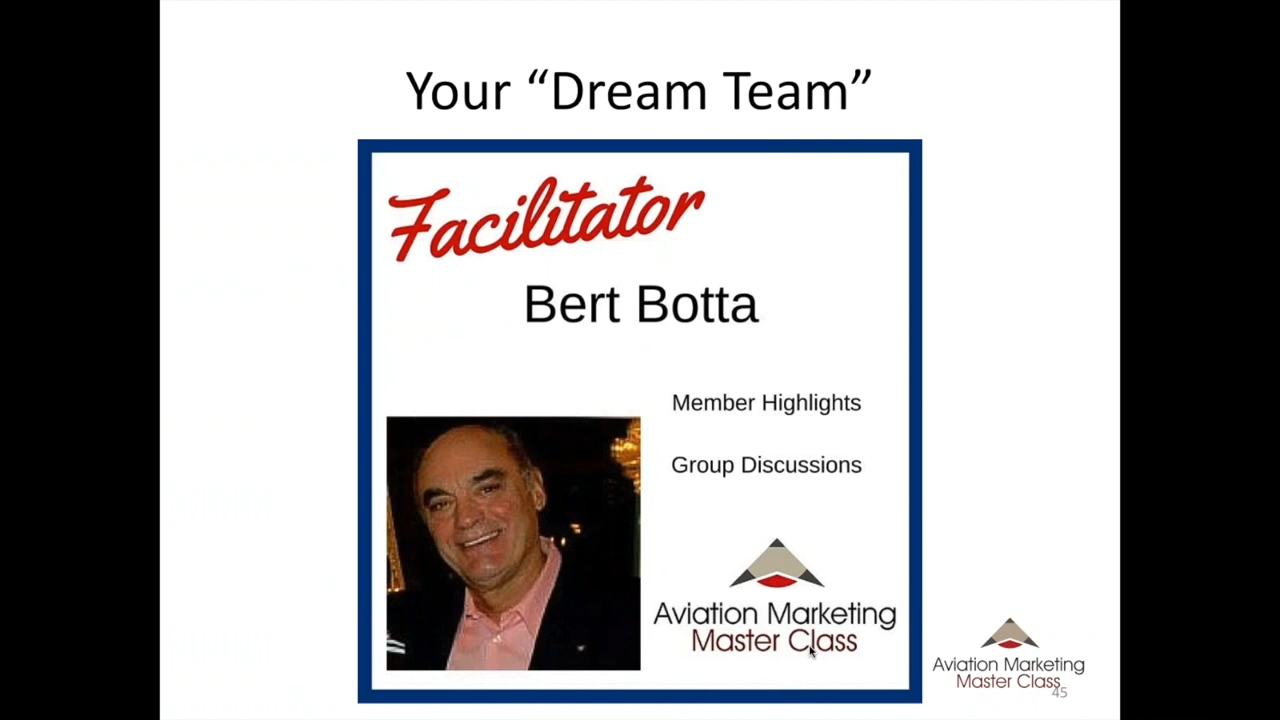 Your “Dream Team”
Facilitator
Bert Botta
Member Highlights
Group Discussions
Aviation Marketing
Master Class
Aviation Marketing
Master Class
45